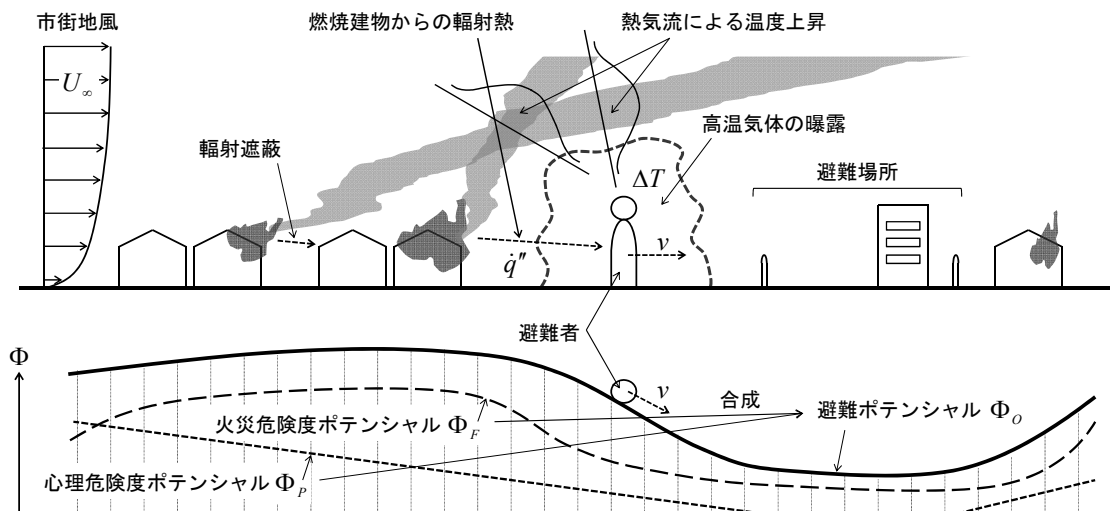 市街地風
燃焼建物からの輻射熱
熱気流による温度上昇
U∞
高温気体の曝露
輻射遮蔽
避難場所
ΔT
v
q̇″
避難者
Φ
v
合成
火災危険度ポテンシャル Φ_F
避難ポテンシャル Φ_O
心理危険度ポテンシャル Φ_P